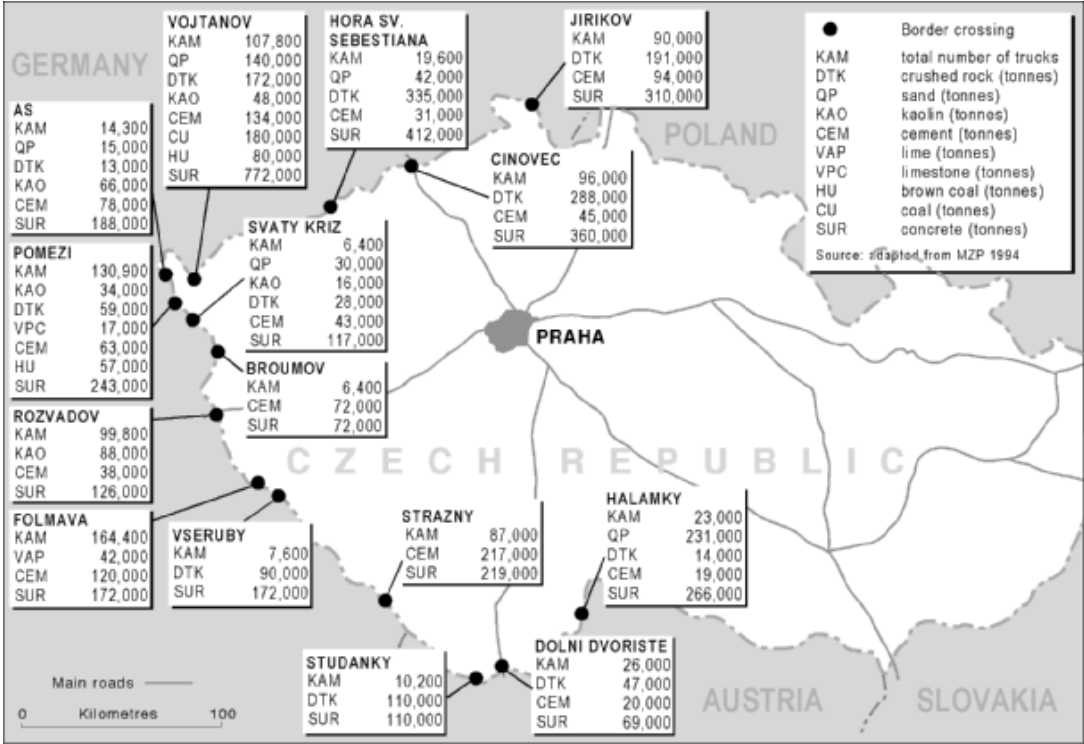 GERMANY
VOJTANOV
KAM 107,800
QP 140,000
DTK 172,000
KAO 48,000
CEM 134,000
CU 180,000
HU 80,000
SUR 772,000
HORA SV.
SEBESTIANA
KAM 19,600
QP 42,000
DTK 335,000
CEM 31,000
SUR 412,000
JIRIKOV
KAM 90,000
DTK 191,000
CEM 94,000
SUR 310,000
Border crossing
KAM total number of trucks
DTK crushed rock (tonnes)
QP sand (tonnes)
KAO kaolin (tonnes)
CEM cement (tonnes)
VAP lime (tonnes)
VPC limestone (tonnes)
HU brown coal (tonnes)
CU coal (tonnes)
SUR concrete (tonnes)
Source: adapted from MZP 1994
AS
KAM 14,300
QP 15,000
DTK 13,000
KAO 66,000
CEM 78,000
SUR 188,000
POLAND
CINOVEC
KAM 96,000
DTK 288,000
CEM 45,000
SUR 360,000
SVATY KRIZ
KAM 6,400
QP 30,000
KAO 16,000
DTK 28,000
CEM 43,000
SUR 117,000
POMEZI
KAM 130,900
KAO 34,000
DTK 59,000
VPC 17,000
CEM 63,000
HU 57,000
SUR 243,000
PRAHA
BROUMOV
KAM 6,400
CEM 72,000
SUR 72,000
ROZVADOV
KAM 99,800
KAO 88,000
CEM 38,000
SUR 126,000
CZECH REPUBLIC
FOLMAVA
KAM 164,400
VAP 42,000
CEM 120,000
SUR 172,000
VSERUBY
KAM 7,600
DTK 90,000
SUR 172,000
STRAZNY
KAM 87,000
CEM 217,000
SUR 219,000
HALAMKY
KAM 23,000
QP 231,000
DTK 14,000
CEM 19,000
SUR 266,000
STUDANKY
KAM 10,200
DTK 110,000
SUR 110,000
DOLNI DVORISTE
KAM 26,000
DTK 47,000
CEM 20,000
SUR 69,000
AUSTRIA
SLOVAKIA
Main roads
0 Kilometres 100